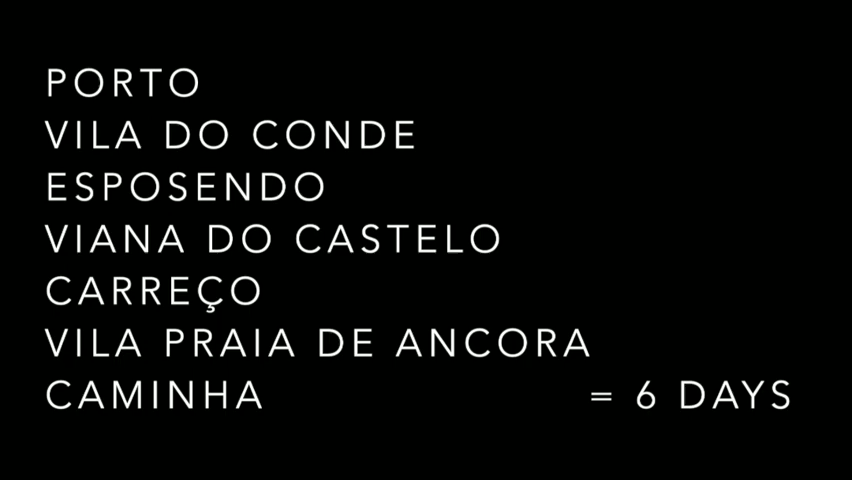 PORTO
VILA DO CONDE
ESPOSENDO
VIANA DO CASTELO
CARREÇO
VILA PRAIA DE ANCORA
CAMINHA = 6 DAYS